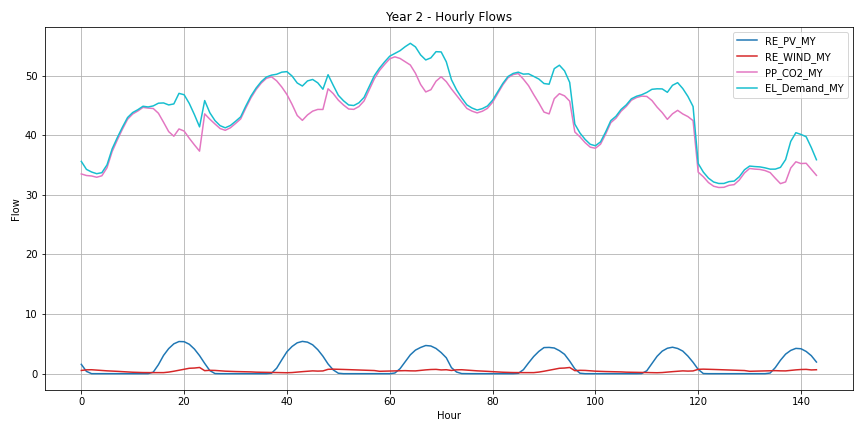 Year 2 - Hourly Flows
RE_PV_MY
RE_WIND_MY
PP_CO2_MY
EL_Demand_MY
50
40
30
20
10
0
Flow
0 20 40 60 80 100 120 140
Hour